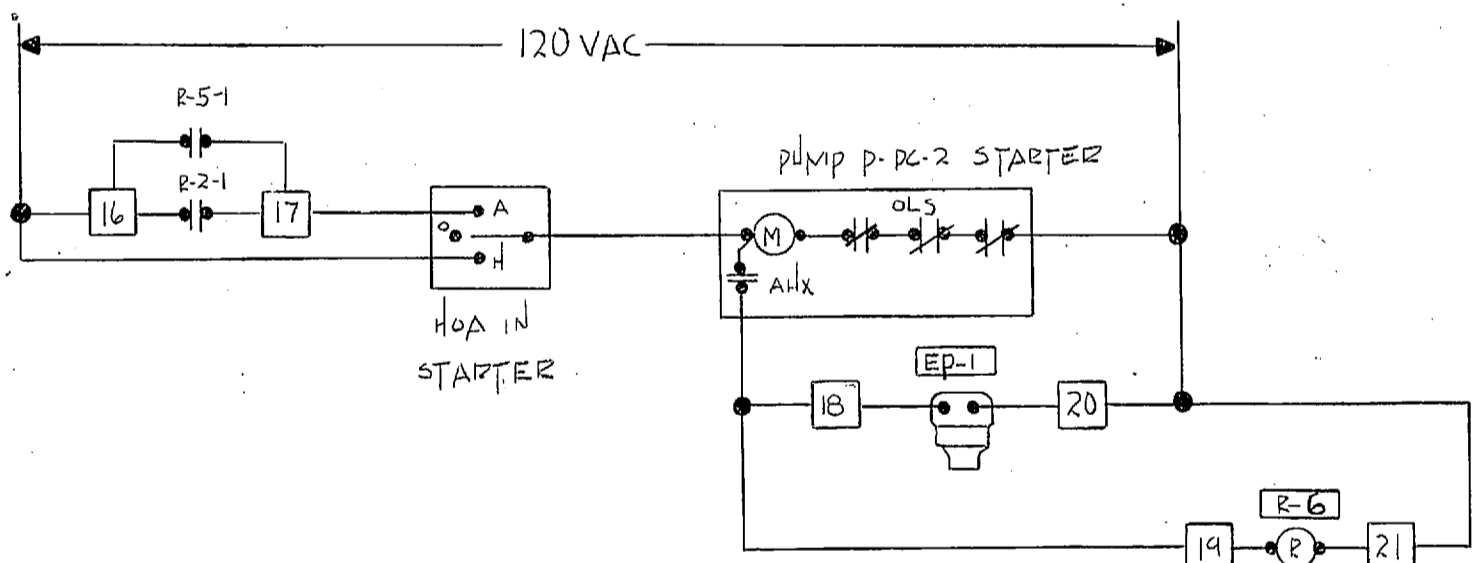 120 VAC
R-5-1
R-2-1
16
17
A
O
H
HOA IN
STARTER
PUMP P-PC-2 STARTER
OLS
M
AUX
EP-1
18
20
R-6
19
R
21